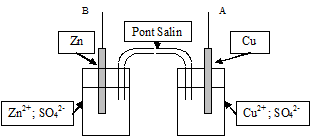 B
A
Zn
Pont Salin
Cu
Zn²⁺; SO₄²⁻
Cu²⁺; SO₄²⁻